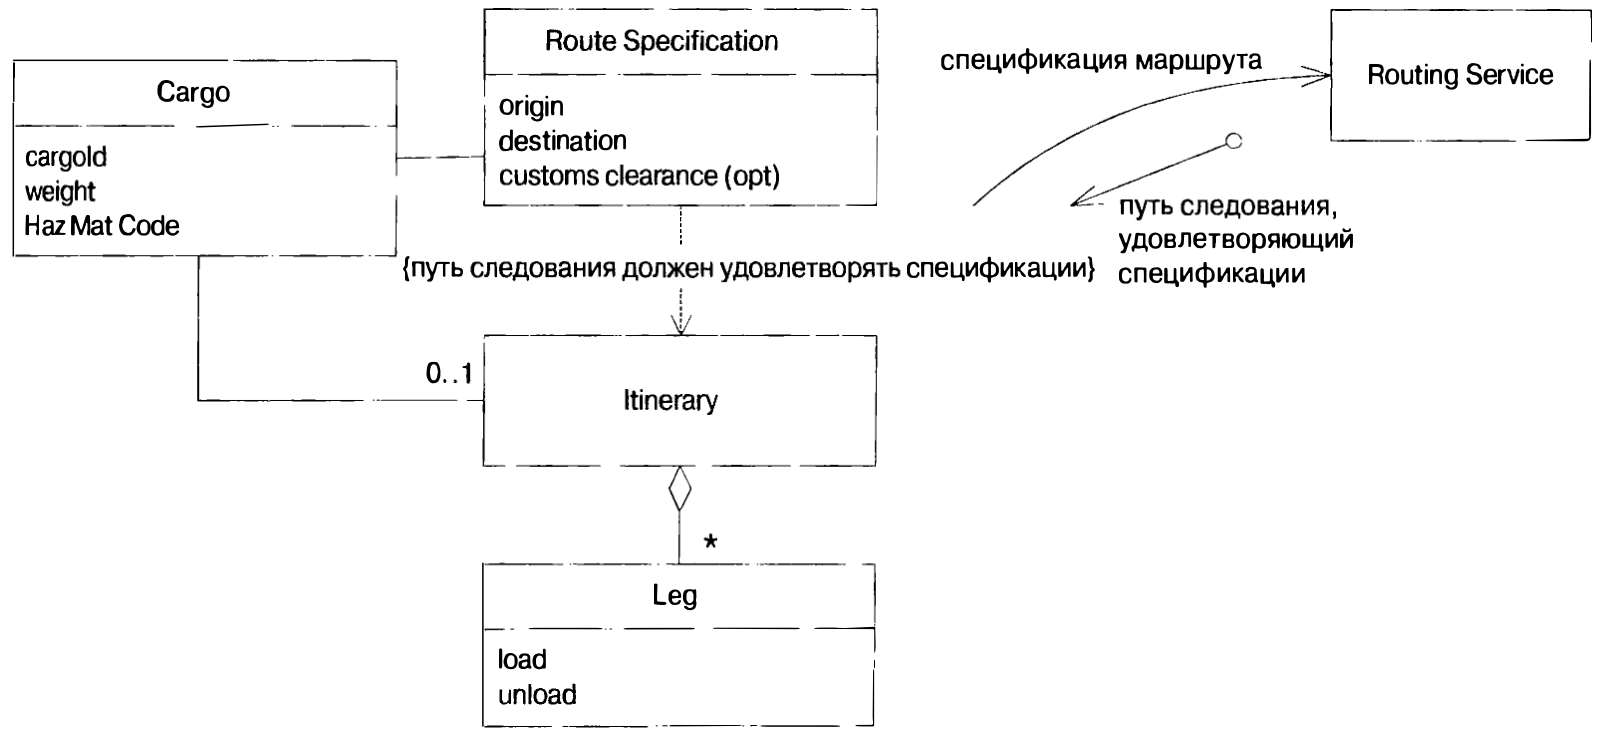 Route Specification
origin
destination
customs clearance (opt)
Cargo
cargoId
weight
Haz Mat Code
спецификация маршрута
Routing Service
путь следования,
удовлетворяющий
спецификации
{путь следования должен удовлетворять спецификации}
0..1
Itinerary
*
Leg
load
unload